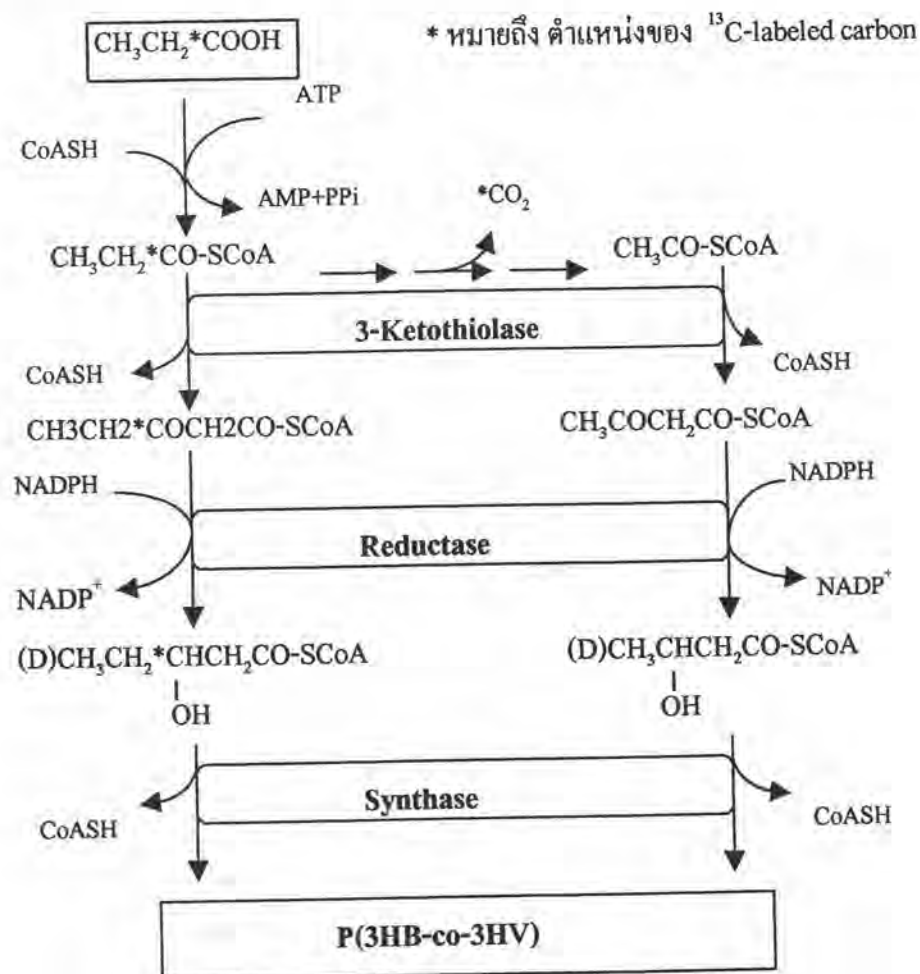 CH₃CH₂*COOH
* หมายถึง ตำแหน่งของ ¹³C-labeled carbon
ATP
CoASH
AMP+PPi
*CO₂
CH₃CH₂*CO-SCoA
CH₃CO-SCoA
3-Ketothiolase
CoASH
CoASH
CH3CH2*COCH2CO-SCoA
CH₃COCH₂CO-SCoA
NADPH
NADPH
Reductase
NADP⁺
NADP⁺
(D)CH₃CH₂*CHCH₂CO-SCoA
(D)CH₃CHCH₂CO-SCoA
OH
OH
Synthase
CoASH
CoASH
P(3HB-co-3HV)